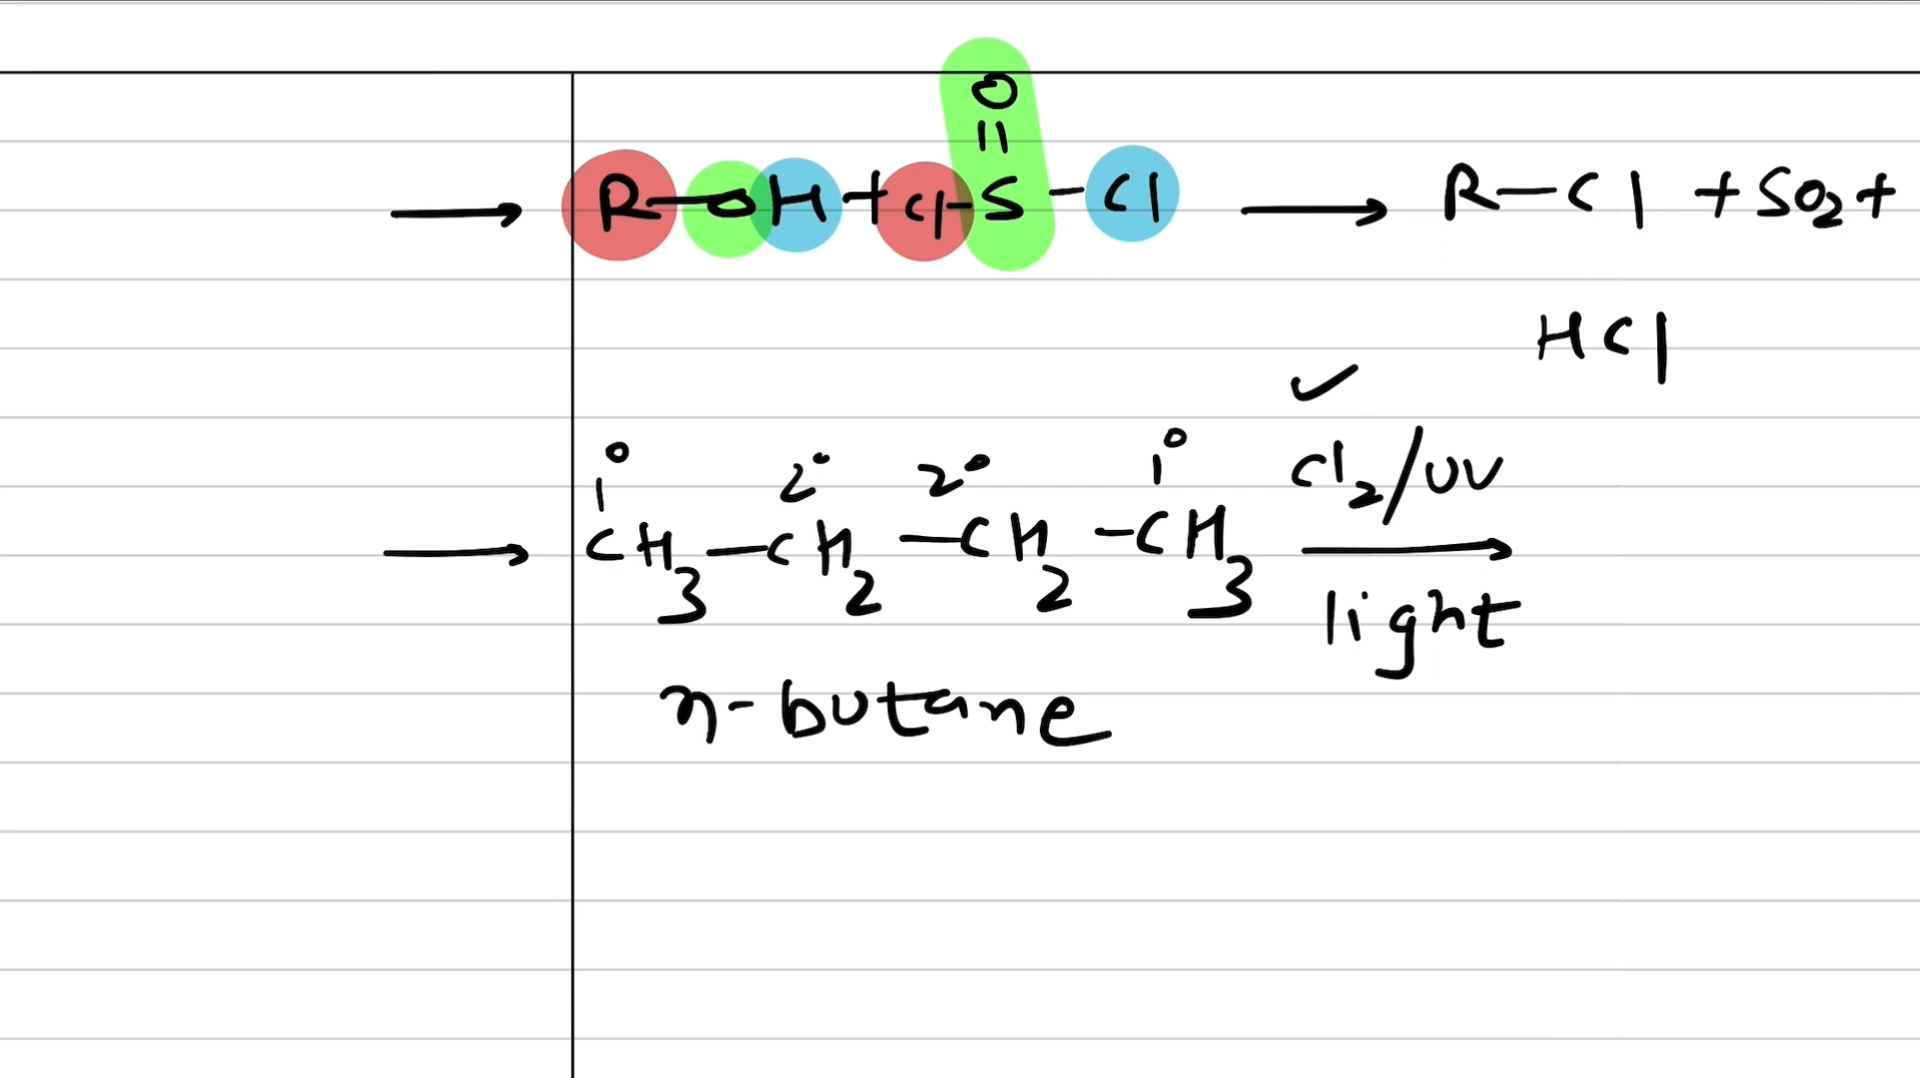 O
=
⟶ R-OH + Cl-S-Cl ⟶ R-Cl + SO2 +
HCl
✓
1° 2° 2° 1° Cl2/UV
⟶ CH3-CH2-CH2-CH3 ⟶
light
n-butane